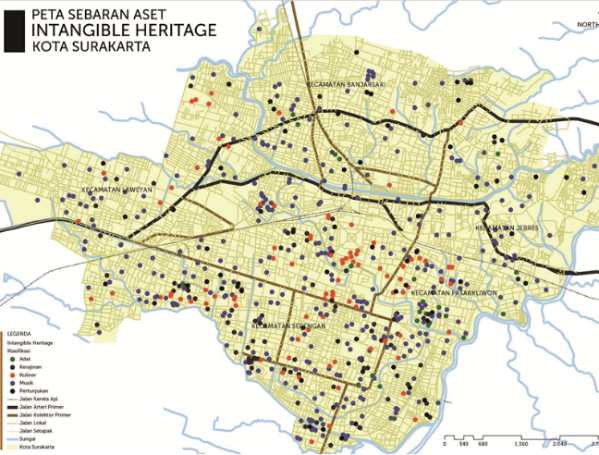 PETA SEBARAN ASET
INTANGIBLE HERITAGE
KOTA SURAKARTA
NORTH
KECAMATAN BANJARSARI
KECAMATAN LAWEYAN
KECAMATAN JEBRES
KECAMATAN PASARKLIWON
KECAMATAN SERENGAN
LEGENDA
Intangible Heritage
Klasifikasi
Adat
Kerajinan
Kuliner
Musik
Pertunjukan
Jalan Kereta Api
Jalan Arteri Primer
Jalan Kolektor Primer
Jalan Lokal
Jalan Setapak
Sungai
Kota Surakarta
0 340 680 1.360 2.040